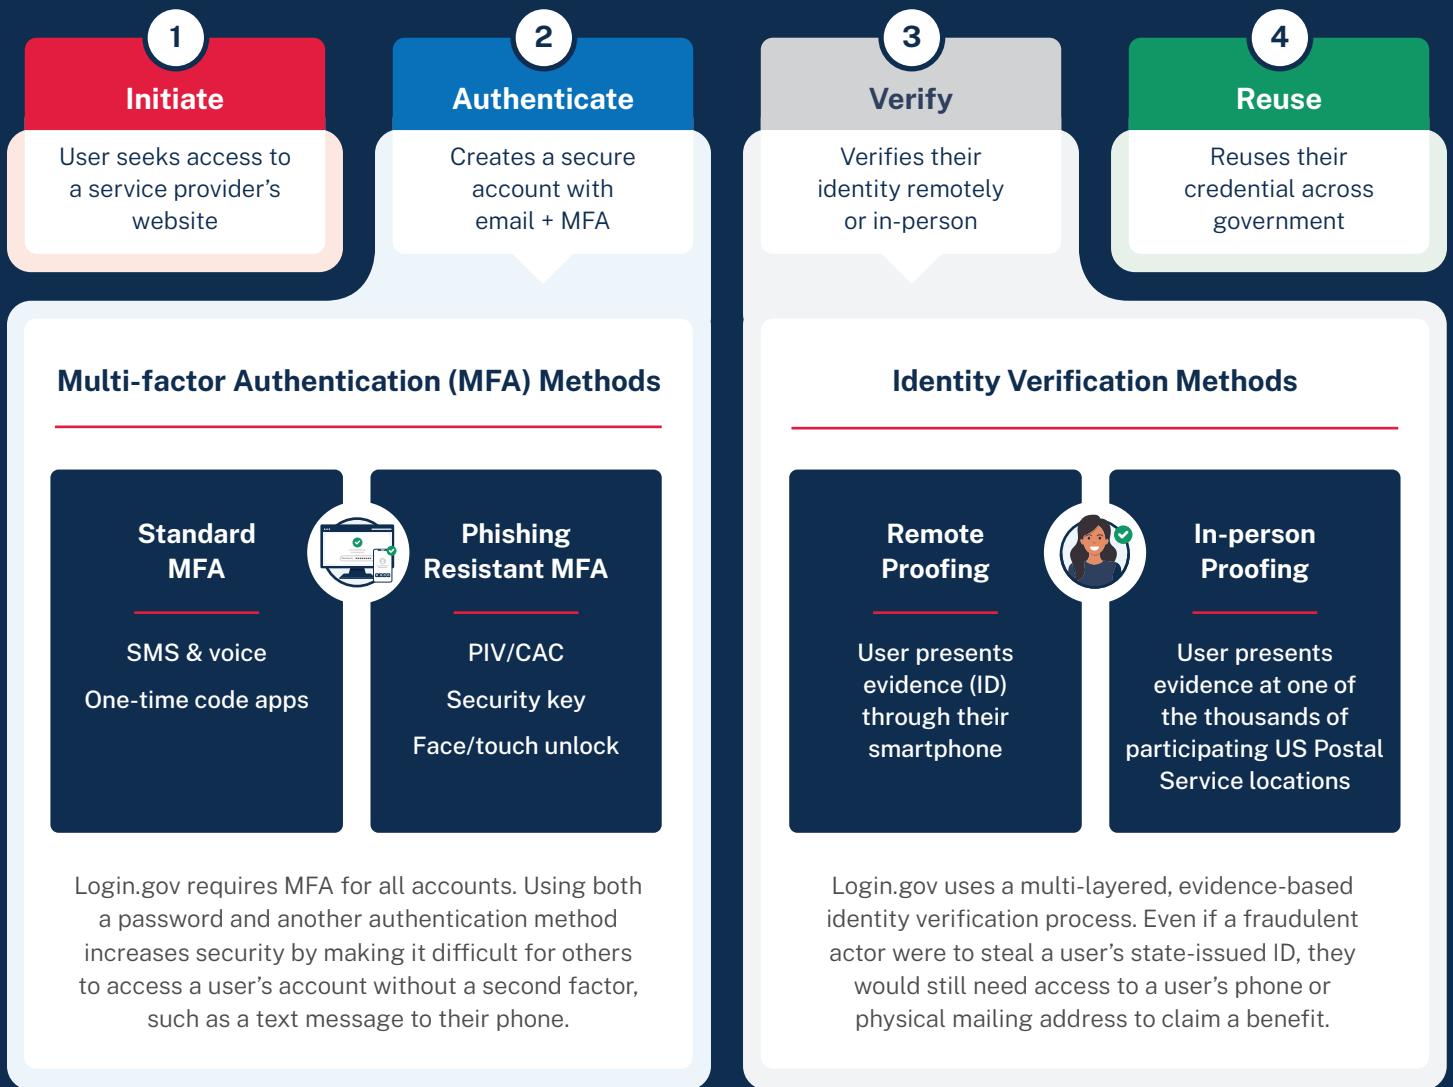 1
Initiate
User seeks access to
a service provider’s
website
2
Authenticate
Creates a secure
account with
email + MFA
3
Verify
Verifies their
identity remotely
or in-person
4
Reuse
Reuses their
credential across
government
Multi-factor Authentication (MFA) Methods
Standard
MFA
SMS & voice
One-time code apps
Phishing
Resistant MFA
PIV/CAC
Security key
Face/touch unlock
Login.gov requires MFA for all accounts. Using both
a password and another authentication method
increases security by making it difficult for others
to access a user’s account without a second factor,
such as a text message to their phone.
Identity Verification Methods
Remote
Proofing
User presents
evidence (ID)
through their
smartphone
In-person
Proofing
User presents
evidence at one of
the thousands of
participating US Postal
Service locations
Login.gov uses a multi-layered, evidence-based
identity verification process. Even if a fraudulent
actor were to steal a user’s state-issued ID, they
would still need access to a user’s phone or
physical mailing address to claim a benefit.